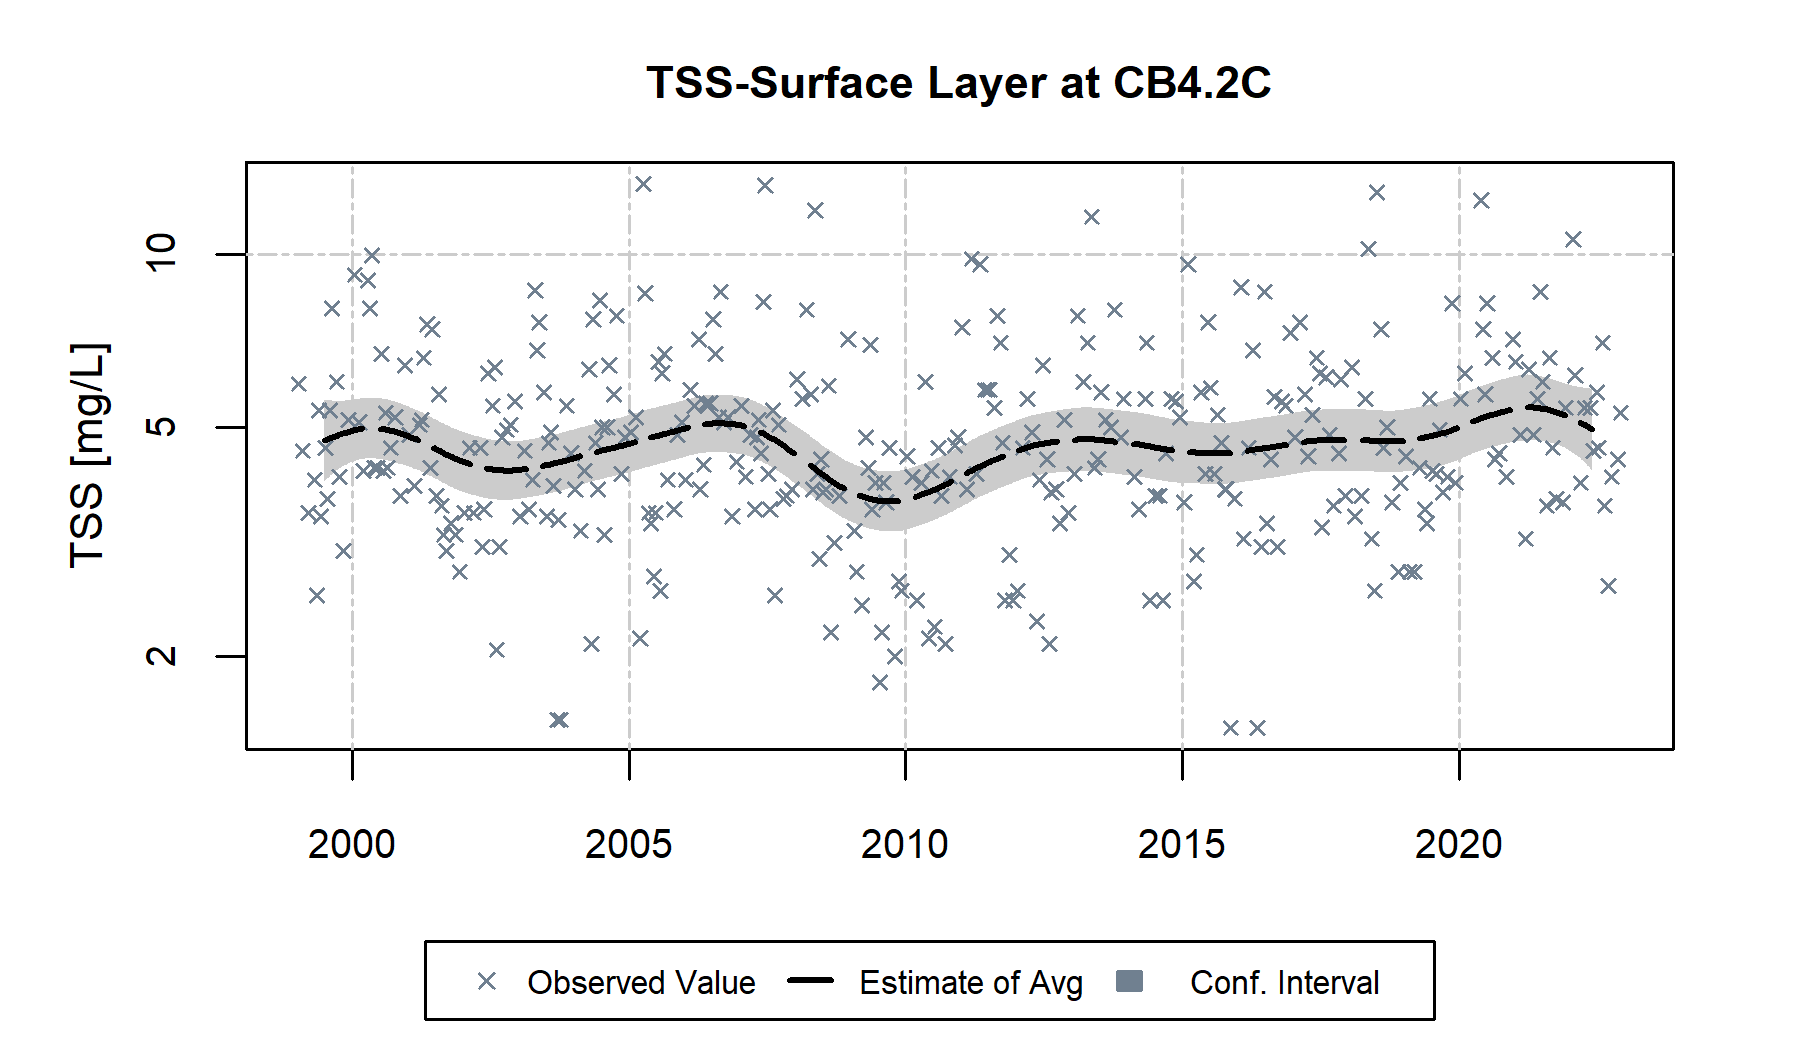 TSS-Surface Layer at CB4.2C
TSS [mg/L]
10
5
2
2000 2005 2010 2015 2020
Observed Value Estimate of Avg Conf. Interval